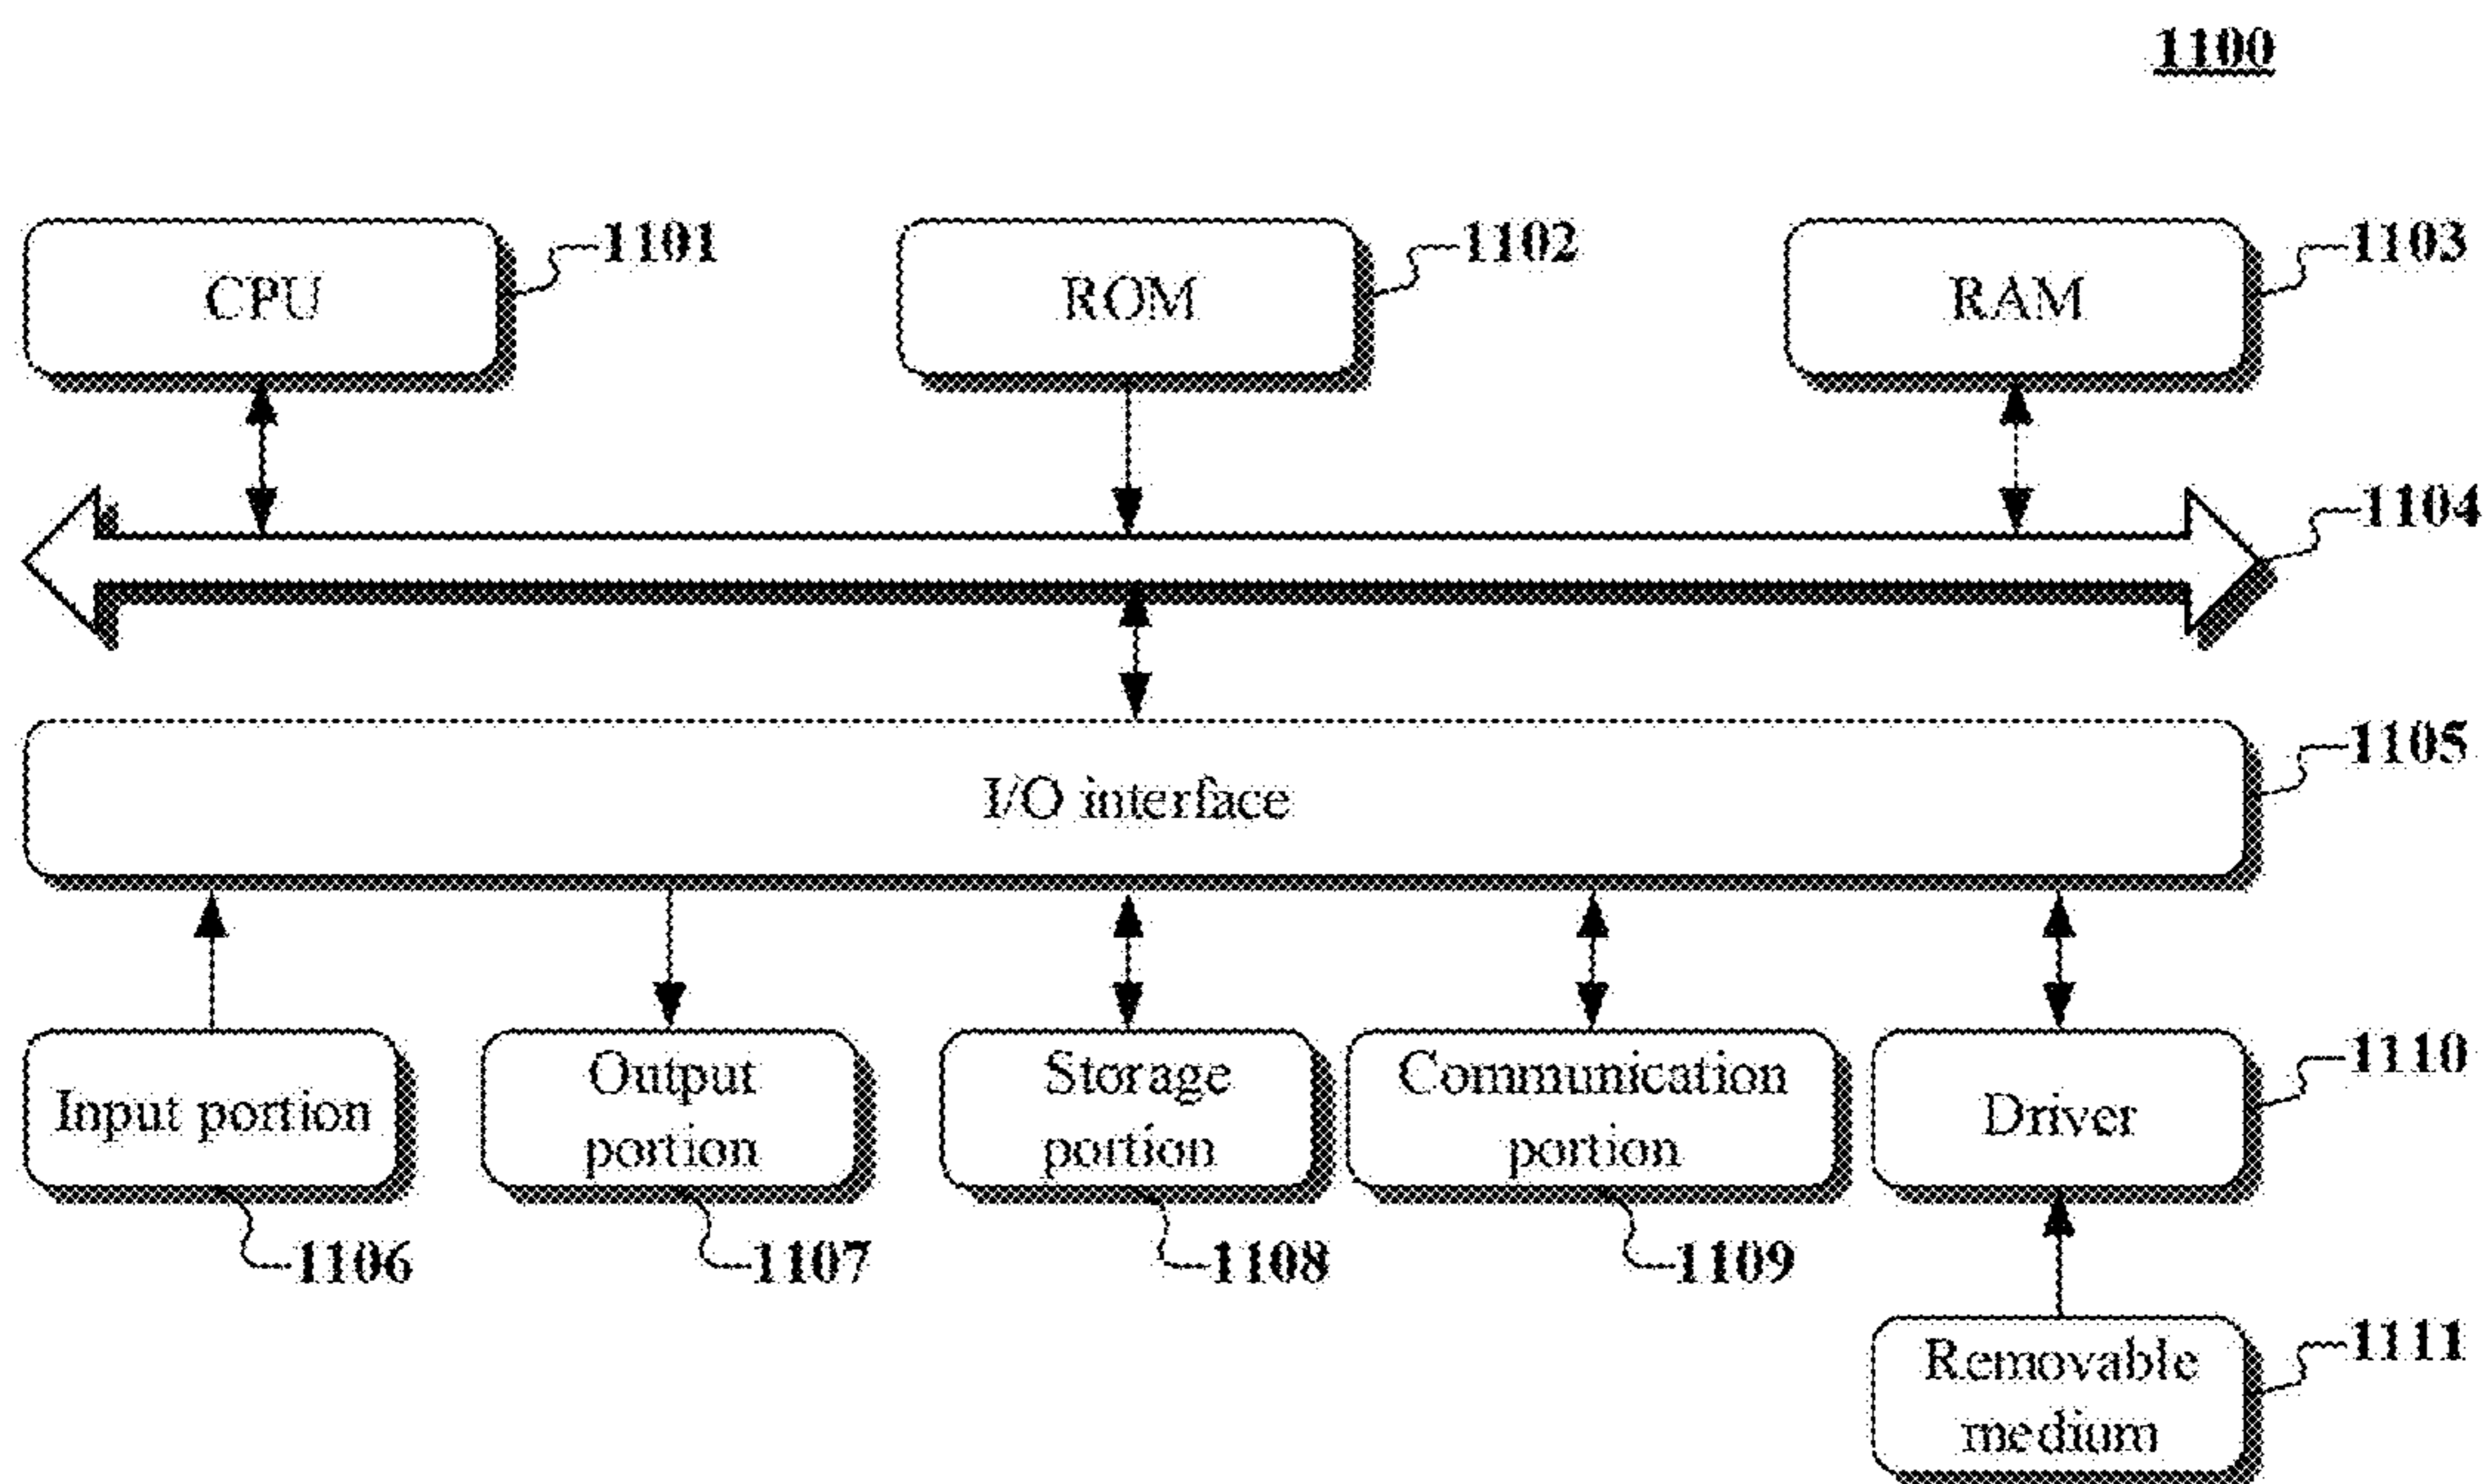 1100
CPU
1101
ROM
1102
RAM
1103
1104
I/O interface
1105
Input portion
1106
Output
portion
1107
Storage
portion
1108
Communication
portion
1109
Driver
1110
Removable
medium
1111